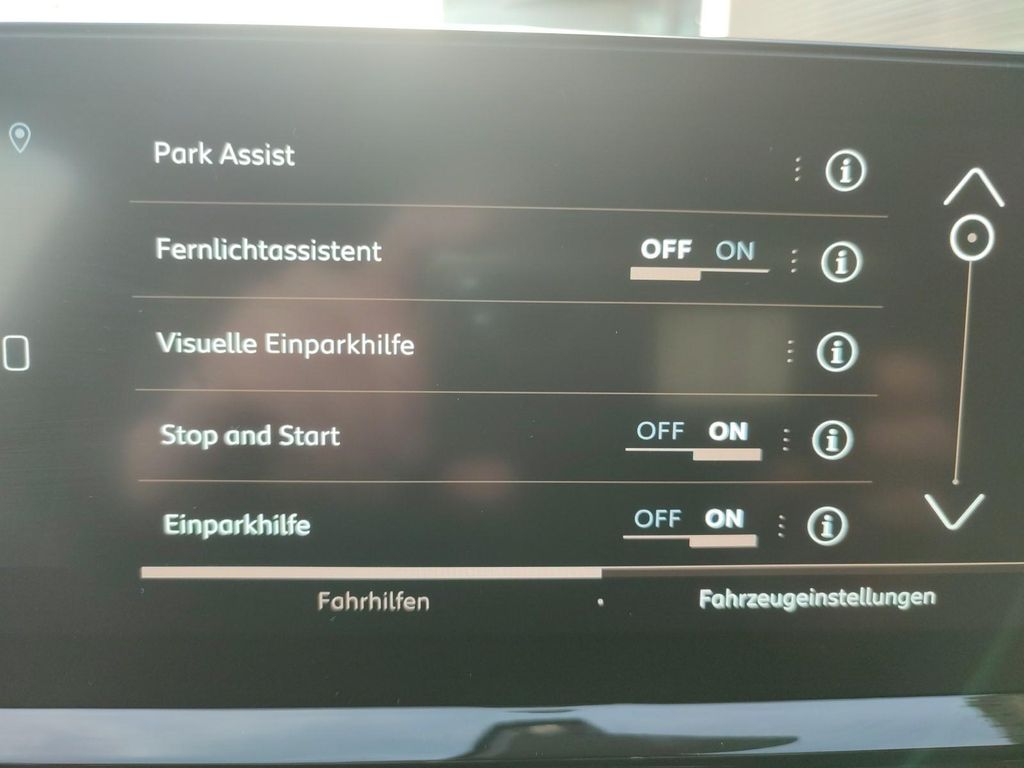 Park Assist
Fernlichtassistent OFF ON
Visuelle Einparkhilfe
Stop and Start OFF ON
Einparkhilfe OFF ON
Fahrhilfen Fahrzeugeinstellungen